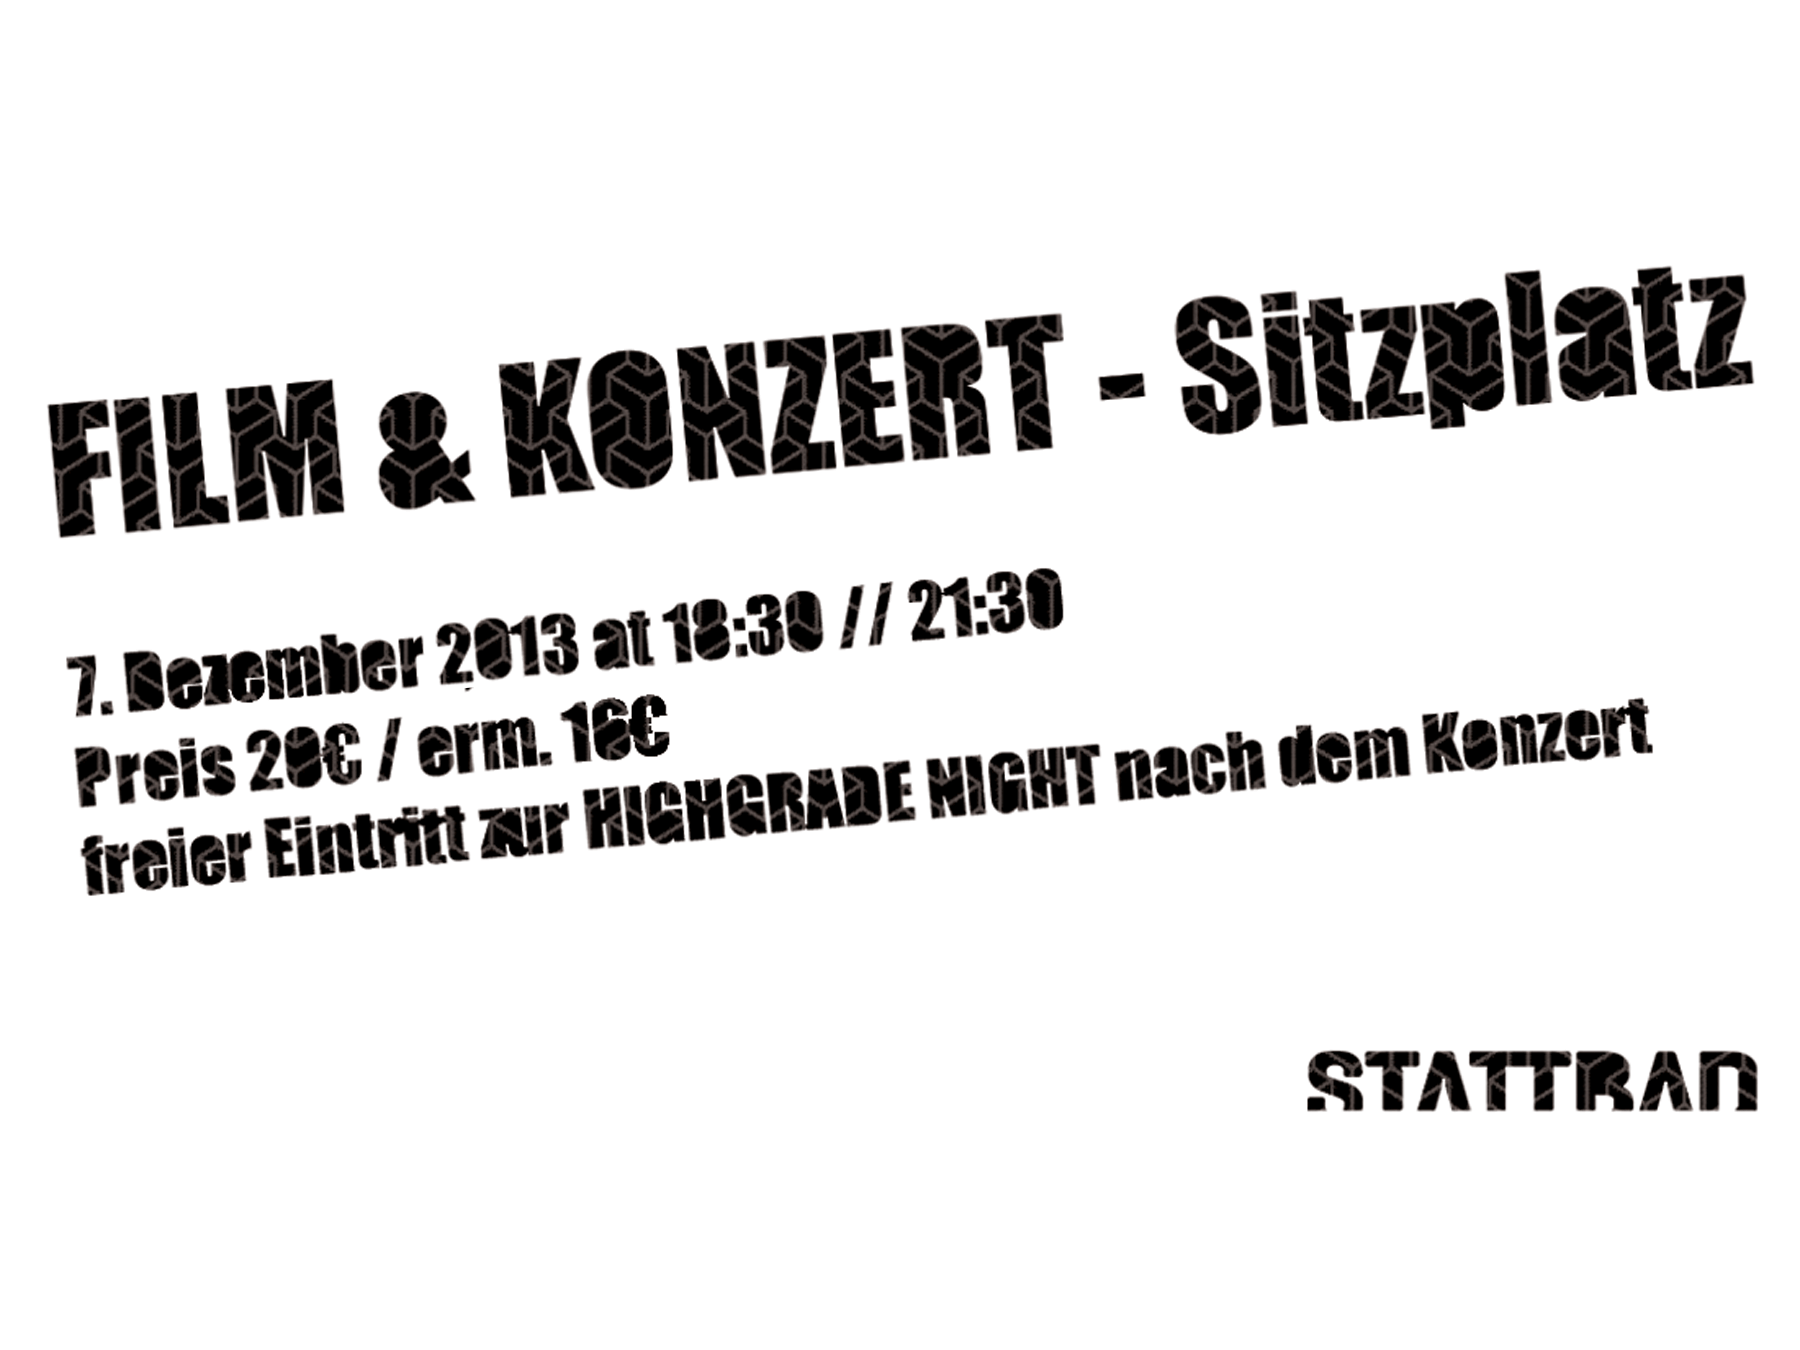 FILM & KONZERT - Sitzplatz
7. Dezember 2013 at 18:30 // 21:30
Preis 20€ / erm. 16€
freier Eintritt zur HIGHGRADE NIGHT nach dem Konzert
STATTBAD